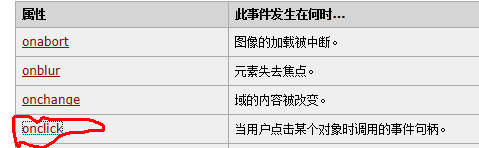 属性 此事件发生在何时...
onabort 图像的加载被中断。
onblur 元素失去焦点。
onchange 域的内容被改变。
onclick 当用户点击某个对象时调用的事件句柄。